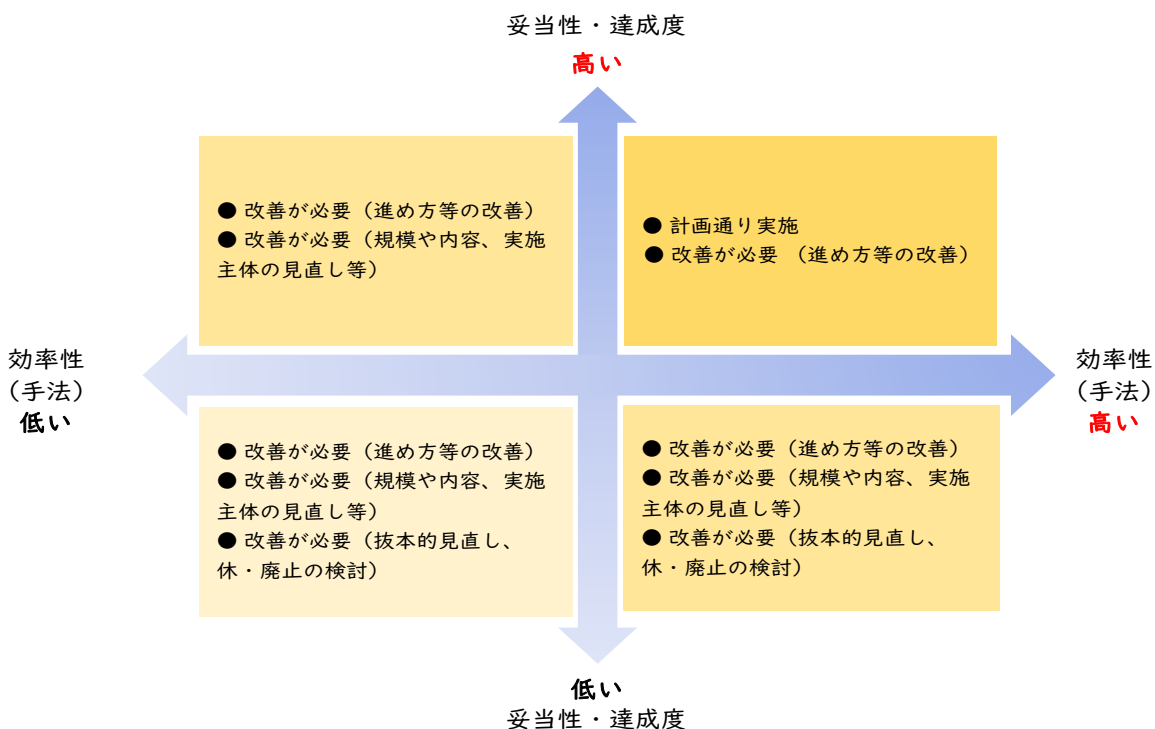 妥当性・達成度
高い
● 改善が必要（進め方等の改善）
● 改善が必要（規模や内容、実施
主体の見直し等）
● 計画通り実施
● 改善が必要 （進め方等の改善）
効率性
（手法）
低い
効率性
（手法）
高い
● 改善が必要（進め方等の改善）
● 改善が必要（規模や内容、実施
主体の見直し等）
● 改善が必要（抜本的見直し、
休・廃止の検討）
● 改善が必要（進め方等の改善）
● 改善が必要（規模や内容、実施
主体の見直し等）
● 改善が必要（抜本的見直し、
休・廃止の検討）
低い
妥当性・達成度